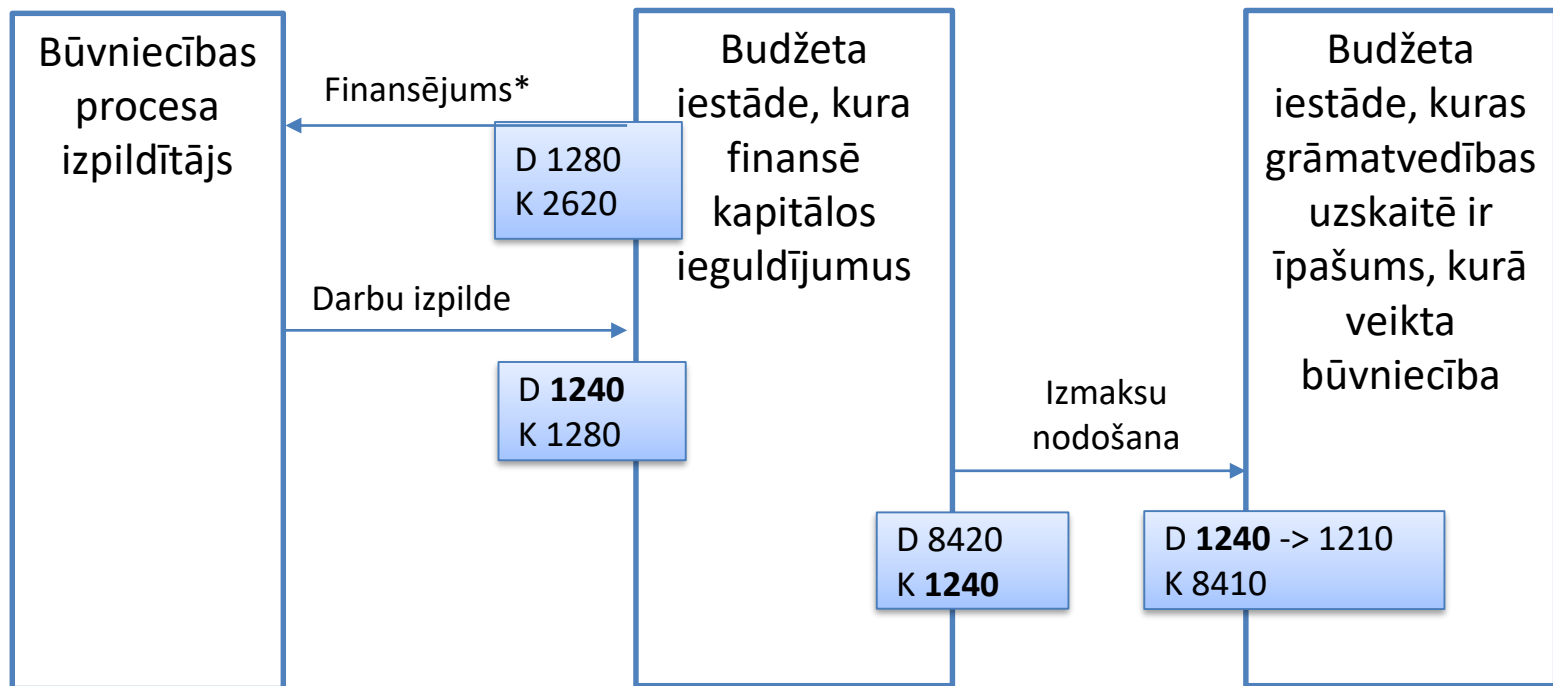 Būvniecības
procesa
izpildītājs
Finansējums*
D 1280
K 2620
Darbu izpilde
D 1240
K 1280
Budžeta
iestāde, kura
finansē
kapitālos
ieguldījumus
D 8420
K 1240
Izmaksu
nodošana
Budžeta
iestāde, kuras
grāmatvedības
uzskaitē ir
īpašums, kurā
veikta
būvniecība
D 1240 -> 1210
K 8410